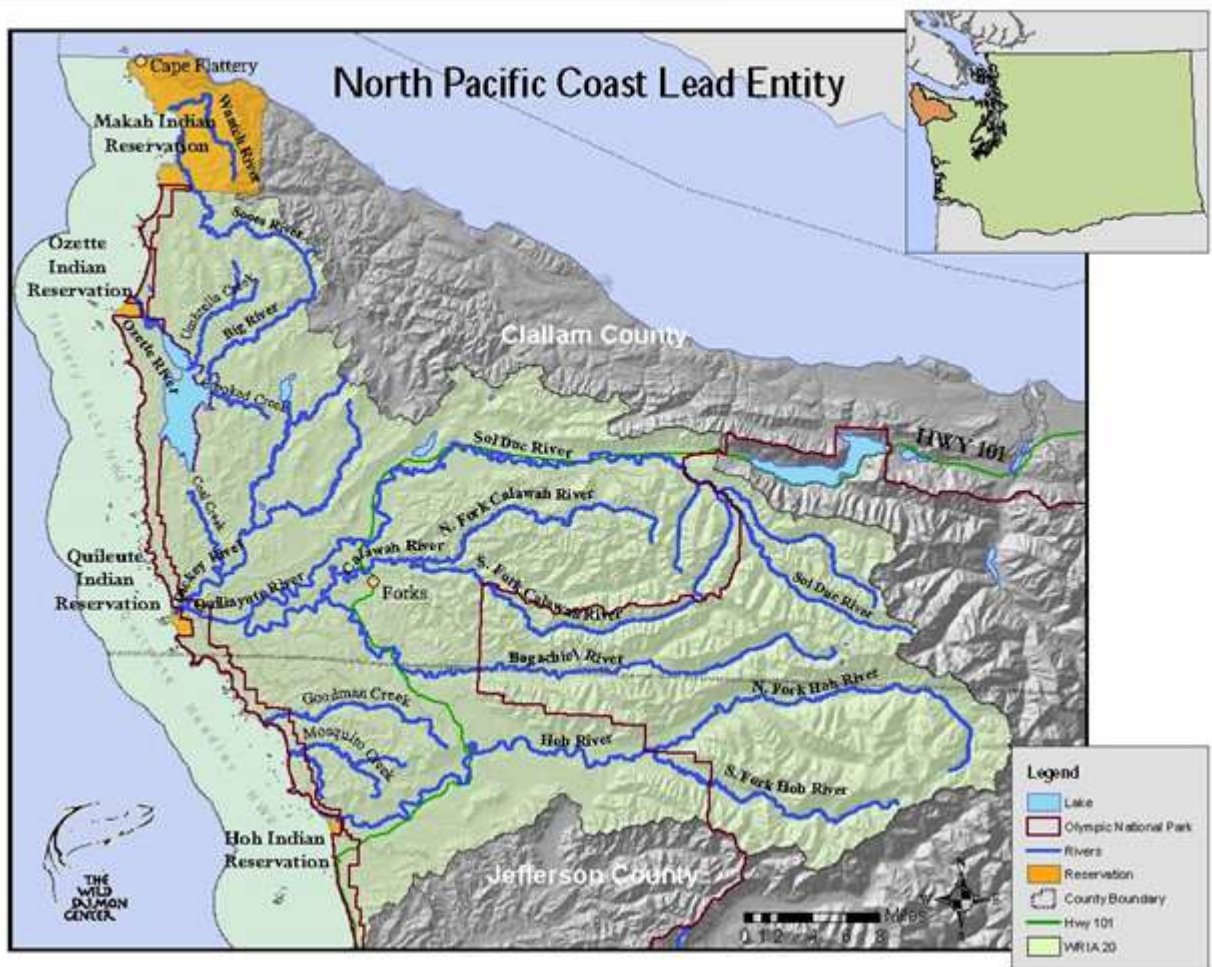 North Pacific Coast Lead Entity
Cape Flattery
Makah Indian
Reservation
Waatch River
Sooes River
Ozette
Indian
Reservation
Umbrella Creek
Big River
Ozette River
Crooked Creek
Clallam County
HWY 101
Sol Duc River
N. Fork Calawah River
Coal Creek
Calawah River
Quileute
Indian
Reservation
Dickey River
Quillayute River
Forks
S. Fork Calawah River
Sol Duc River
Bogachiel River
N. Fork Hoh River
Goodman Creek
Mosquito Creek
Hoh River
S. Fork Hoh River
Hoh Indian
Reservation
Jefferson County
THE
WILD
SALMON
CENTER
Miles
0 1 2 4 6 8
N
Legend
Lake
Olympic National Park
Rivers
Reservation
County Boundary
Hwy 101
WRIA 20